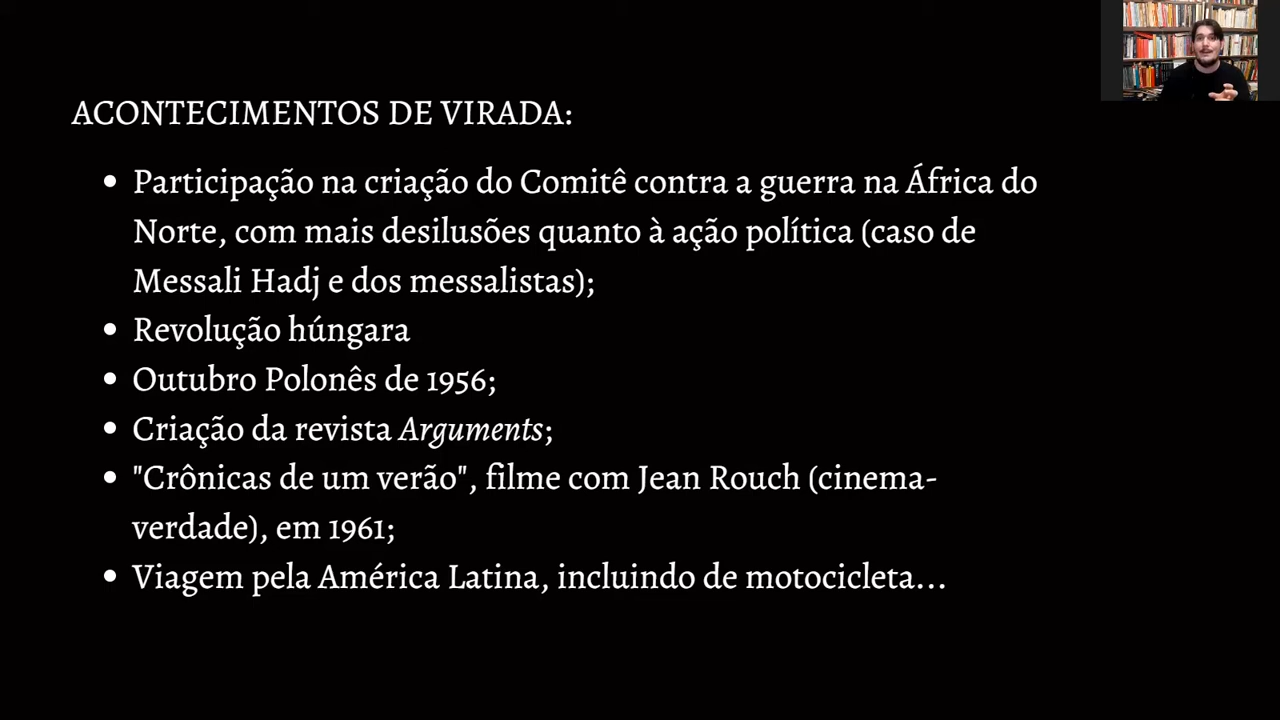 ACONTECIMENTOS DE VIRADA:
• Participação na criação do Comitê contra a guerra na África do
Norte, com mais desilusões quanto à ação política (caso de
Messali Hadj e dos messalistas);
• Revolução húngara
• Outubro Polonês de 1956;
• Criação da revista Arguments;
• "Crônicas de um verão", filme com Jean Rouch (cinema-
verdade), em 1961;
• Viagem pela América Latina, incluindo de motocicleta...